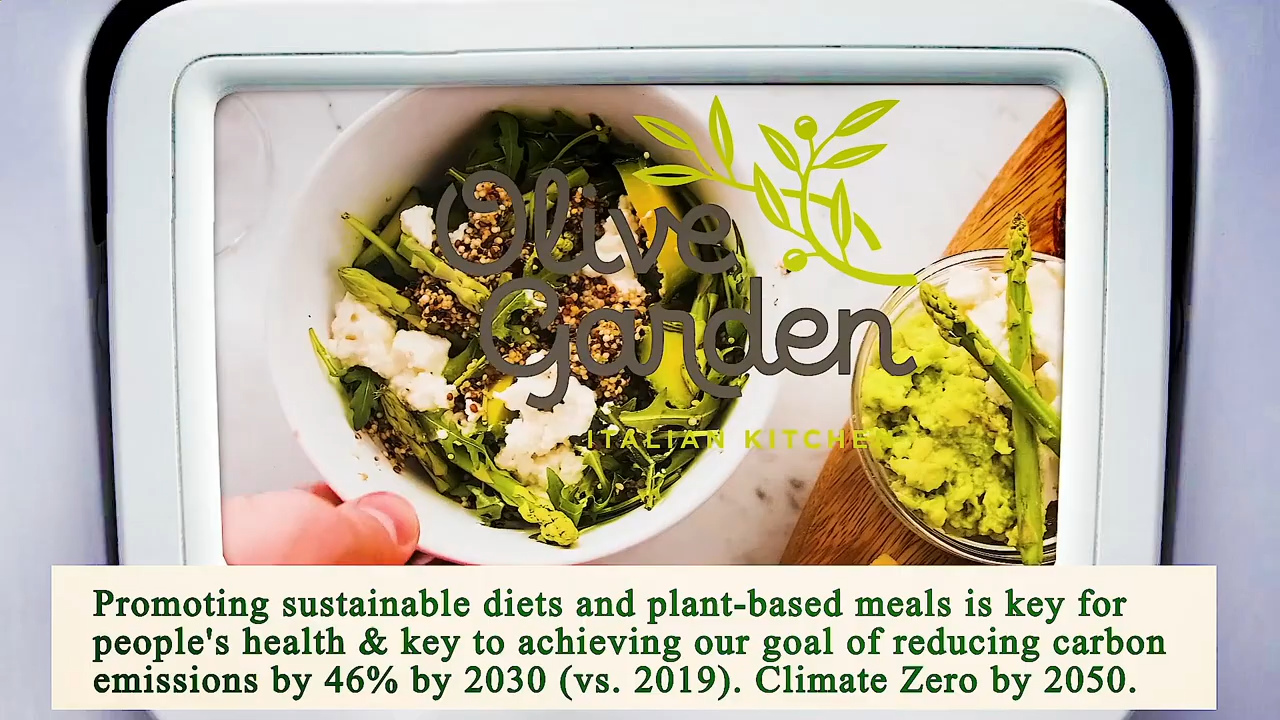 Olive
Garden
ITALIAN KITCHEN
Promoting sustainable diets and plant-based meals is key for
people's health & key to achieving our goal of reducing carbon
emissions by 46% by 2030 (vs. 2019). Climate Zero by 2050.